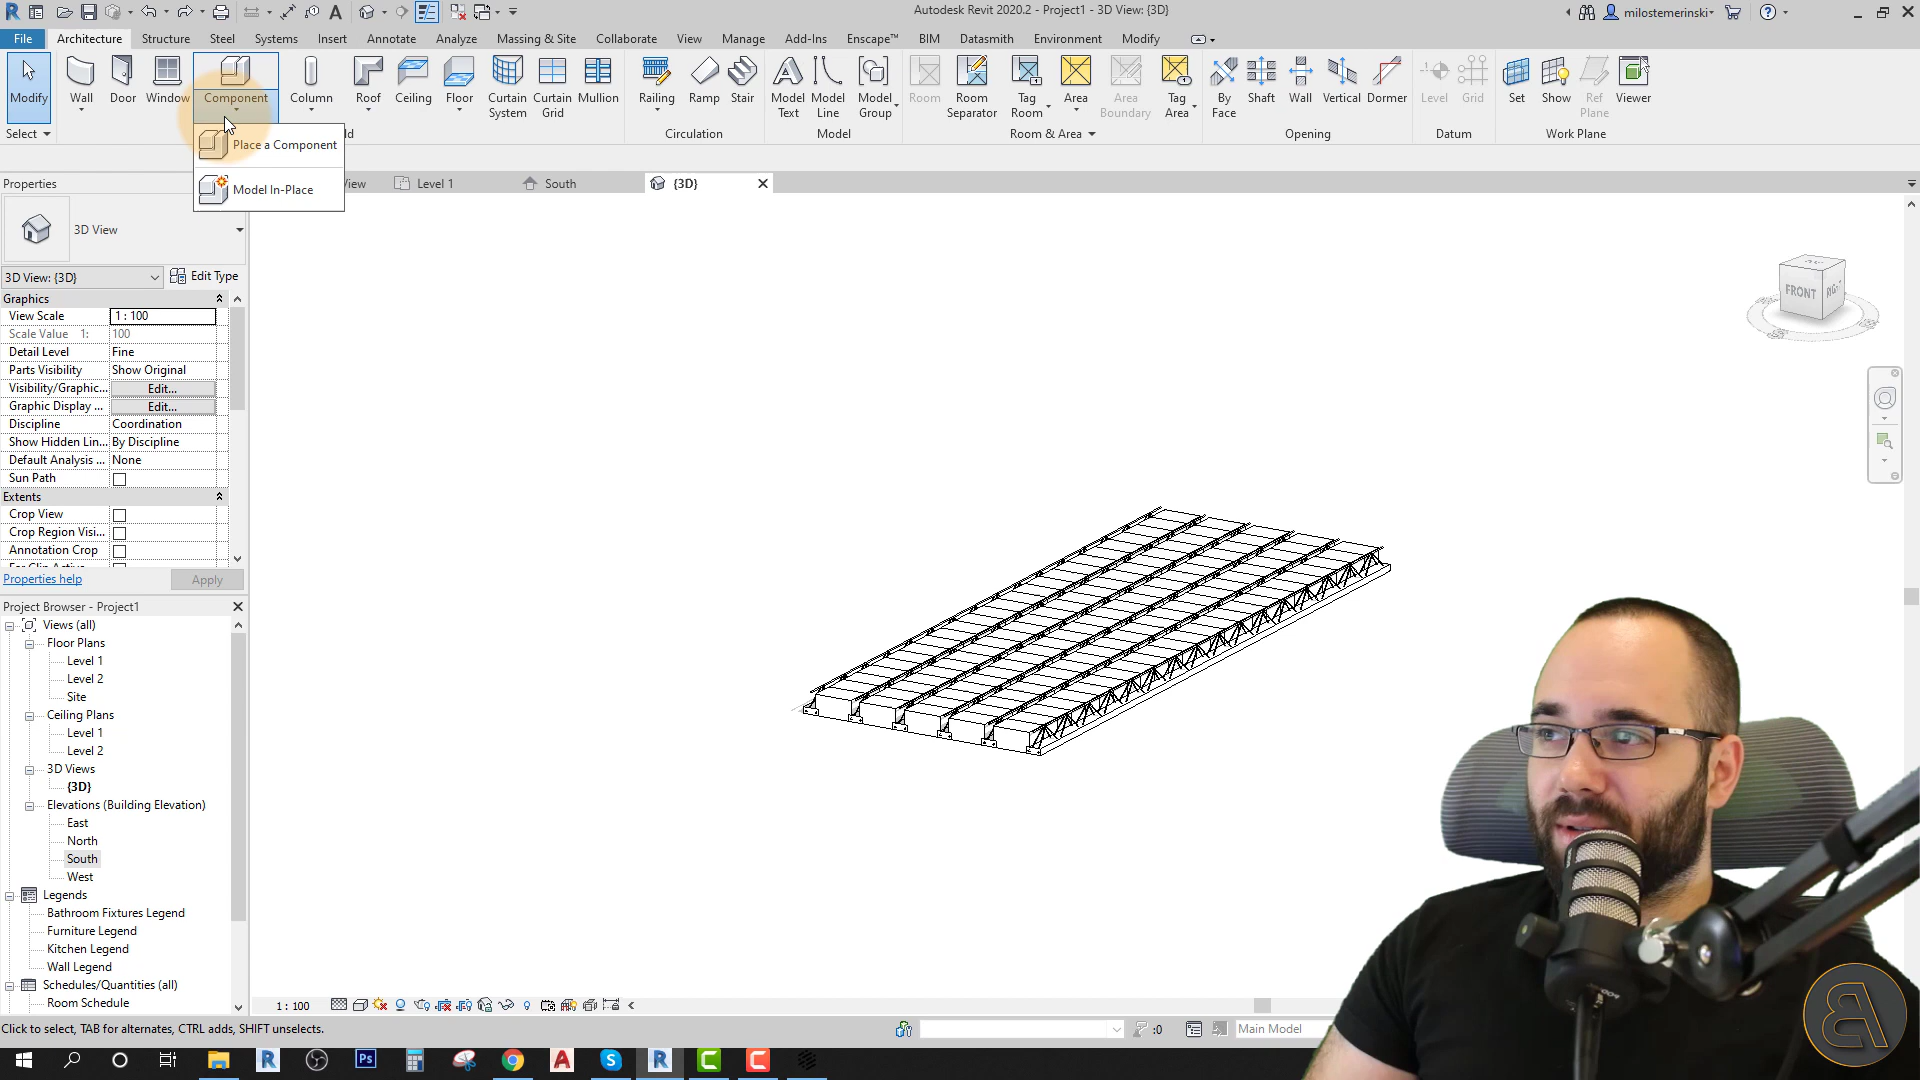 Autodesk Revit 2020.2 - Project1 - 3D View: {3D}
milostemerinski
File Architecture Structure Steel Systems Insert Annotate Analyze Massing & Site Collaborate View Manage Add-Ins Enscape™ BIM Datasmith Environment Modify
Modify Wall Door Window Component Column Roof Ceiling Floor Curtain System Curtain Grid Mullion Railing Ramp Stair Model Text Model Line Model Group Room Room Separator Tag Room Area Area Boundary Tag Area By Face Shaft Wall Vertical Dormer Level Grid Set Show Ref Plane Viewer
Select Circulation Model Room & Area Opening Datum Work Plane
Place a Component
Model In-Place
Properties
Level 1
South
{3D}
3D View
3D View: {3D} Edit Type
Graphics
View Scale 1 : 100
Scale Value 1: 100
Detail Level Fine
Parts Visibility Show Original
Visibility/Graphic... Edit...
Graphic Display ... Edit...
Discipline Coordination
Show Hidden Lin... By Discipline
Default Analysis ... None
Sun Path
Extents
Crop View
Crop Region Visi...
Annotation Crop
Properties help Apply
Project Browser - Project1
Views (all)
Floor Plans
Level 1
Level 2
Site
Ceiling Plans
Level 1
Level 2
3D Views
{3D}
Elevations (Building Elevation)
East
North
South
West
Legends
Bathroom Fixtures Legend
Furniture Legend
Kitchen Legend
Wall Legend
Schedules/Quantities (all)
Room Schedule
FRONT
1 : 100
Click to select, TAB for alternates, CTRL adds, SHIFT unselects.
:0
Main Model